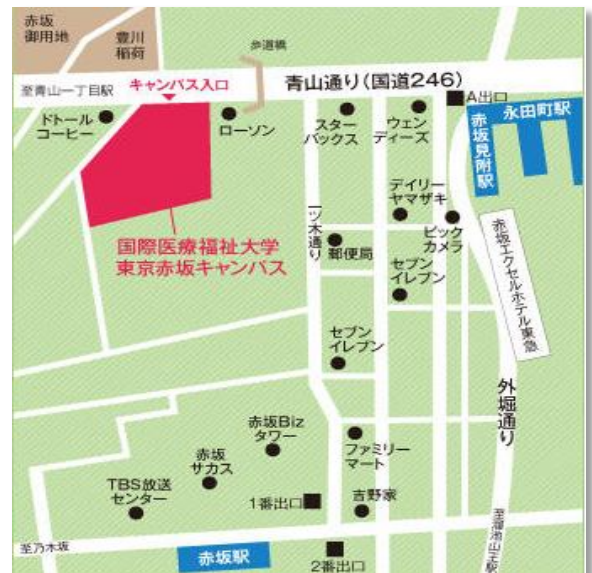 赤坂
御用地
豊川
稲荷
歩道橋
至青山一丁目駅
キャンパス入口
青山通り(国道246)
A出口
永田町駅
赤坂見附駅
ドトール
コーヒー
ローソン
スター
バックス
ウェン
ディーズ
デイリー
ヤマザキ
一ツ木通り
ビック
カメラ
赤坂エクセルホテル東急
国際医療福祉大学
東京赤坂キャンパス
郵便局
セブン
イレブン
セブン
イレブン
外堀通り
赤坂Biz
タワー
赤坂
サカス
ファミリー
マート
TBS放送
センター
1番出口
吉野家
至溜池山王駅
至乃木坂
赤坂駅
2番出口